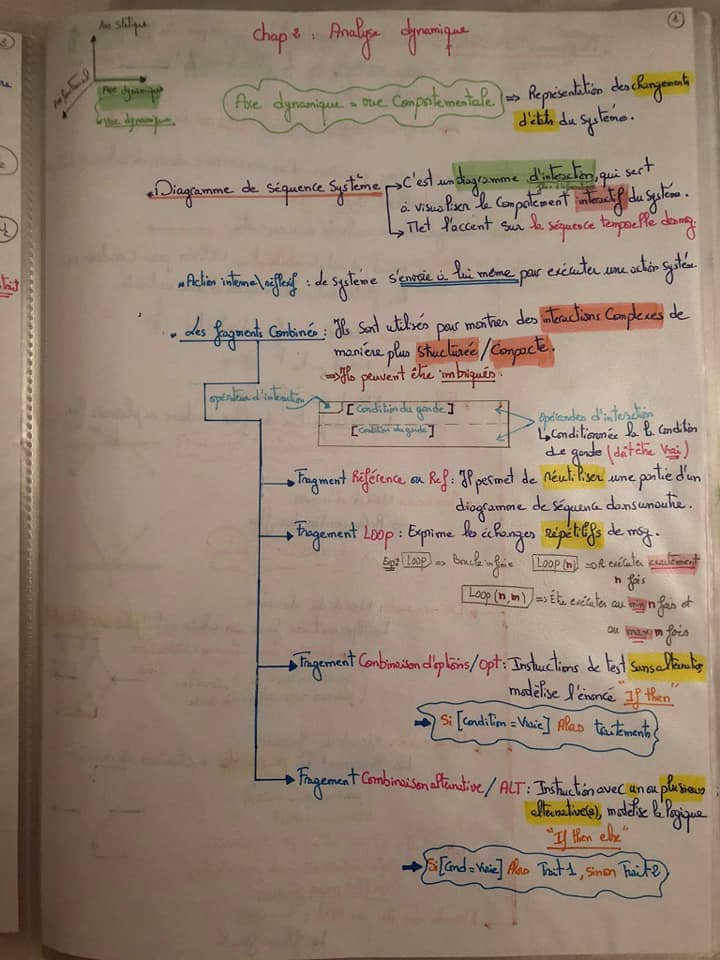 1
Axe statique
Axe fonctionnel
Axe dynamique
Vue dynamique
Chap 2 : Analyse dynamique
Axe dynamique = vue Comportementale => Représentation des changements
d'états du système.
Diagramme de Séquence Système
C'est un diagramme d'interaction, qui sert
à visualiser le Comportement interactif du Système.
Met l'accent sur la séquence temporelle des msg.
Action interne\réflexif : de système s'envoie à lui même pour exécuter une action système
Les fragments Combinés : Ils sont utilisés pour montrer des interactions Complexes de
manière plus structurée / Compacte.
=> Ils peuvent être imbriqués.
opérateur d'interaction
[Condition du garde]
[Condition du garde]
Opérandes d'interaction
Conditionnée la Condition
de garde (doit être Vrai)
Fragment Référence ou Ref : Il permet de réutiliser une partie d'un
diagramme de séquence dans un autre.
Fragement LOOP : Exprime les échanges répétitifs de msg.
Exp: LOOP => Boucle infinie LOOP(n) => exécuter exactement
n fois
Loop(n,m) => Être exécuter au min n fois et
au max m fois
Fragement Combinaison d'options / Opt : Instructions de test sans alternative
modélise l'énoncé "If then"
Si [condition = Vraie] Alors traitements
Fragement Combinaison alternative / ALT : Instruction avec un ou plusieurs
alternative(s), modélise la logique
"If then else"
Si [Cond = Vraie] Alors Trait 1, sinon Trait 2